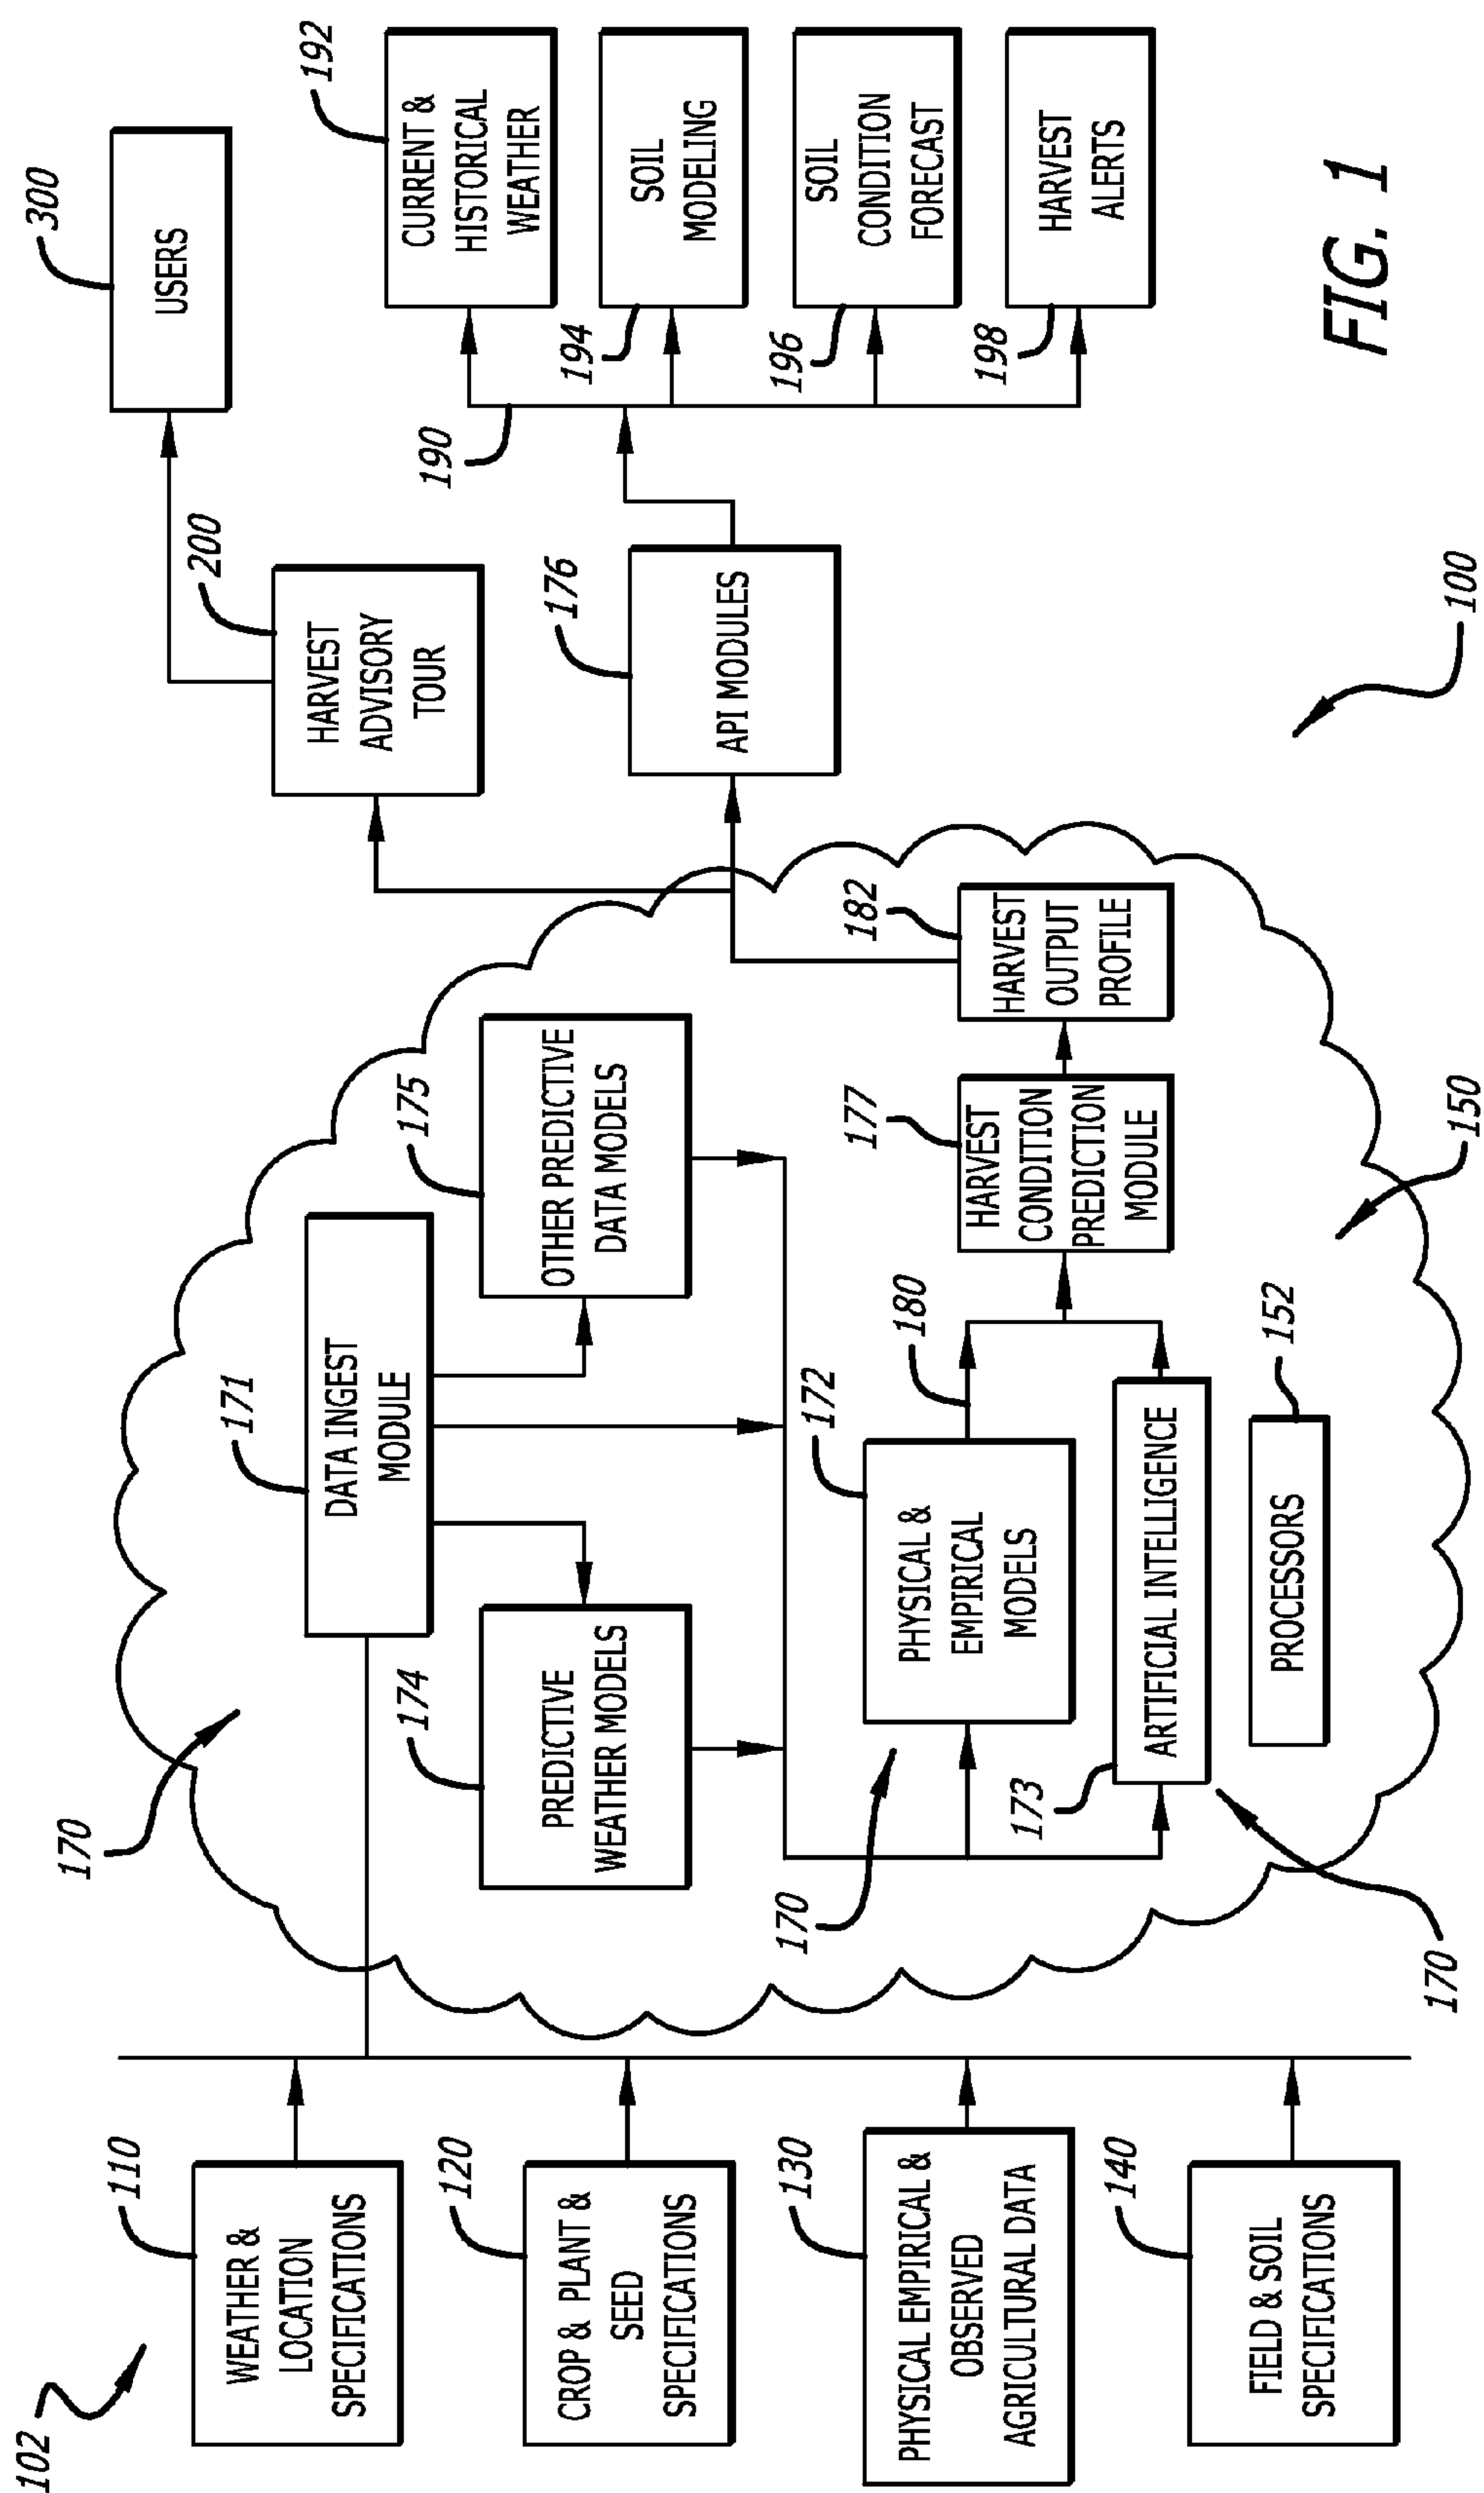 102
110
WEATHER &
LOCATION
SPECIFICATIONS
120
CROP & PLANT &
SEED
SPECIFICATIONS
130
PHYSICAL EMPIRICAL &
OBSERVED
AGRICULTURAL DATA
140
FIELD & SOIL
SPECIFICATIONS
170
171
DATA INGEST
MODULE
174
PREDICTIVE
WEATHER MODELS
175
OTHER PREDICTIVE
DATA MODELS
170
172
PHYSICAL &
EMPIRICAL
MODELS
180
173
ARTIFICIAL INTELLIGENCE
170
152
PROCESSORS
177
HARVEST
CONDITION
PREDICTION
MODULE
182
HARVEST
OUTPUT
PROFILE
150
200
HARVEST
ADVISORY
TOUR
176
API MODULES
300
USERS
190
192
CURRENT &
HISTORICAL
WEATHER
194
SOIL
MODELING
196
SOIL
CONDITION
FORECAST
198
HARVEST
ALERTS
100
FIG. 1